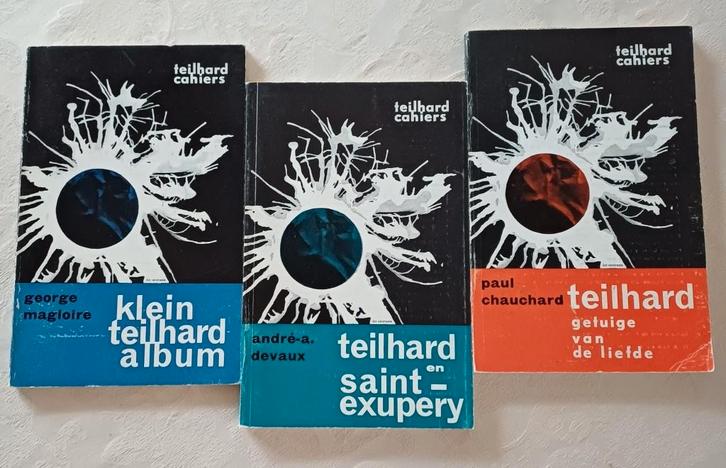 teilhard
cahiers
george
magloire
klein
teilhard
album
teilhard
cahiers
andré-a.
devaux
teilhard
en
saint-
exupery
teilhard
cahiers
paul
chauchard
teilhard
getuige
van
de liefde